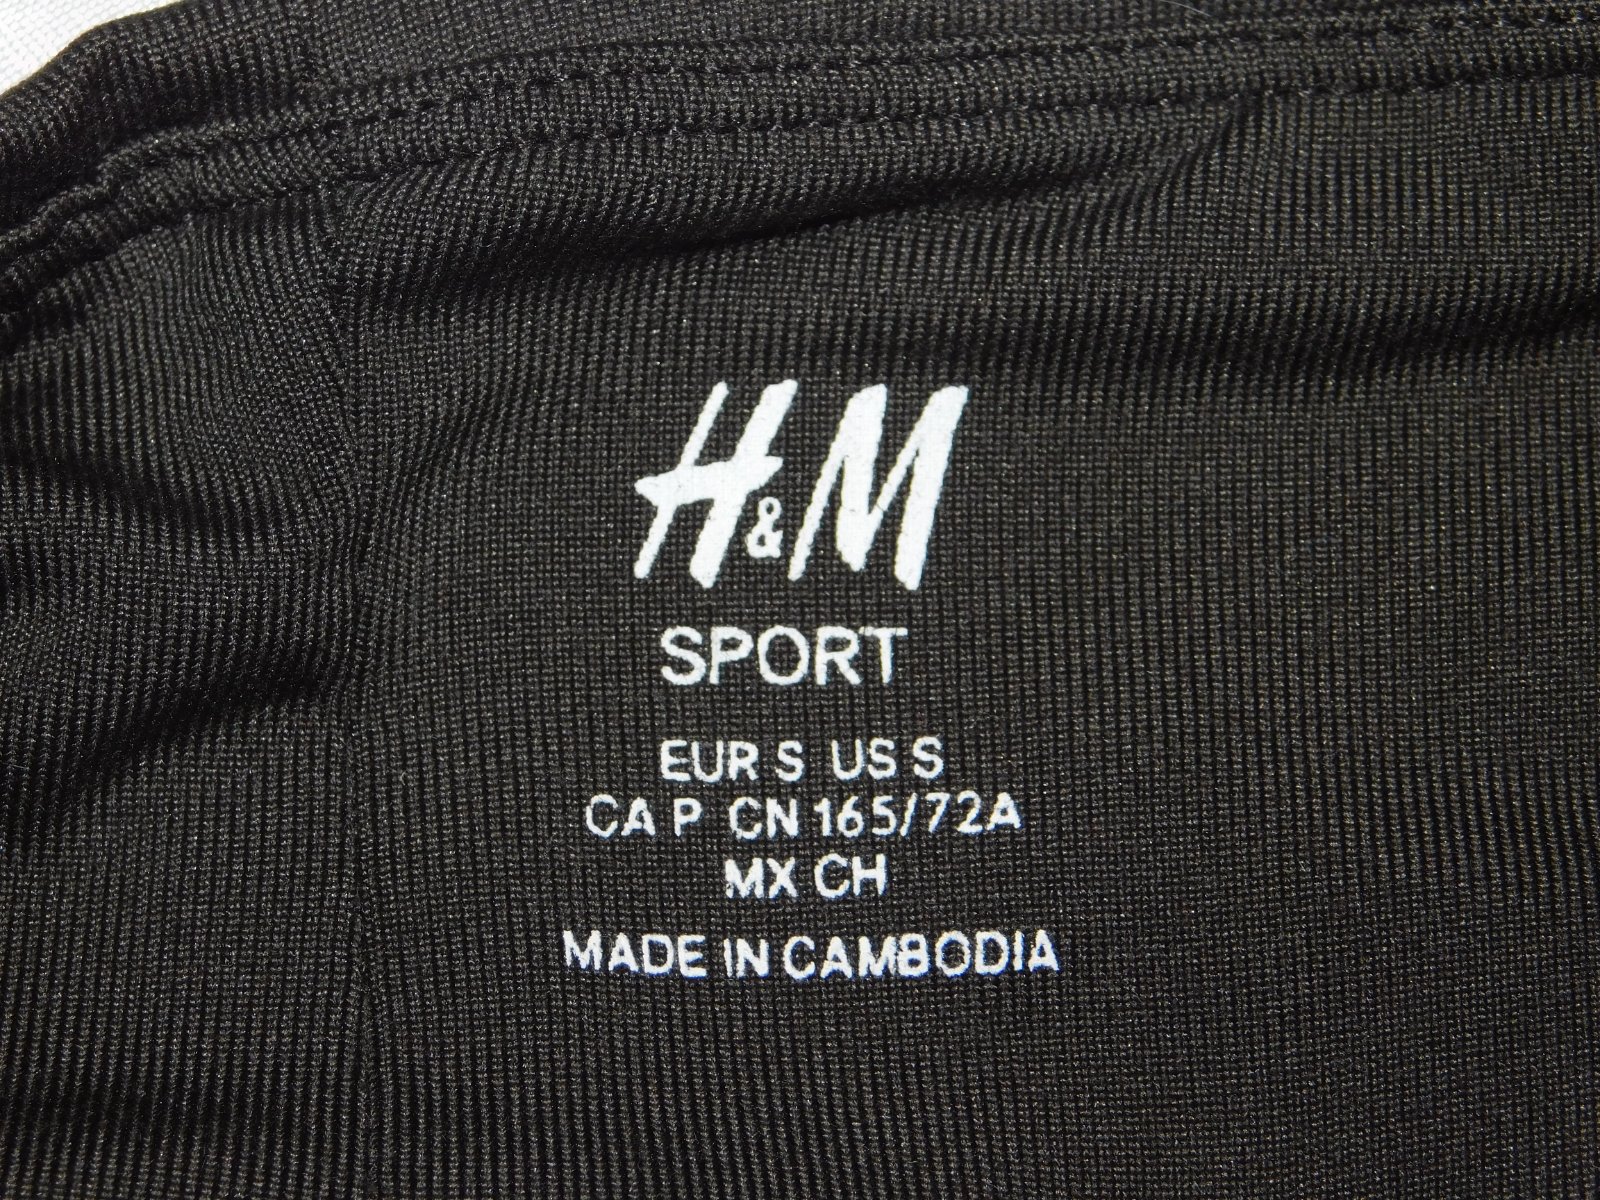 H&M
SPORT
EUR S US S
CA P CN 165/72A
MX CH
MADE IN CAMBODIA